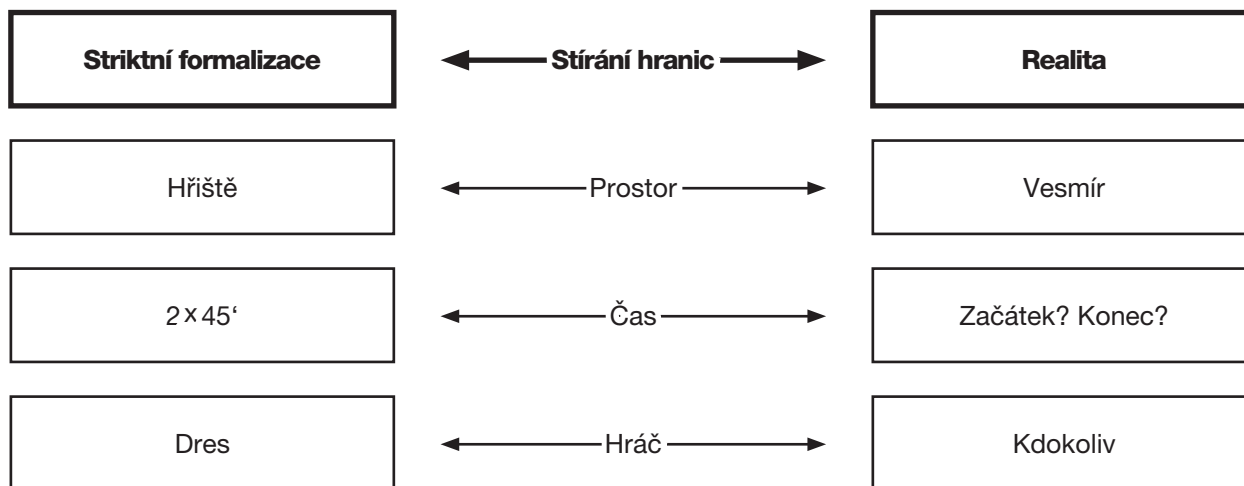 Striktní formalizace Stírání hranic Realita
Hřiště Prostor Vesmír
2 x 45‘ Čas Začátek? Konec?
Dres Hráč Kdokoliv